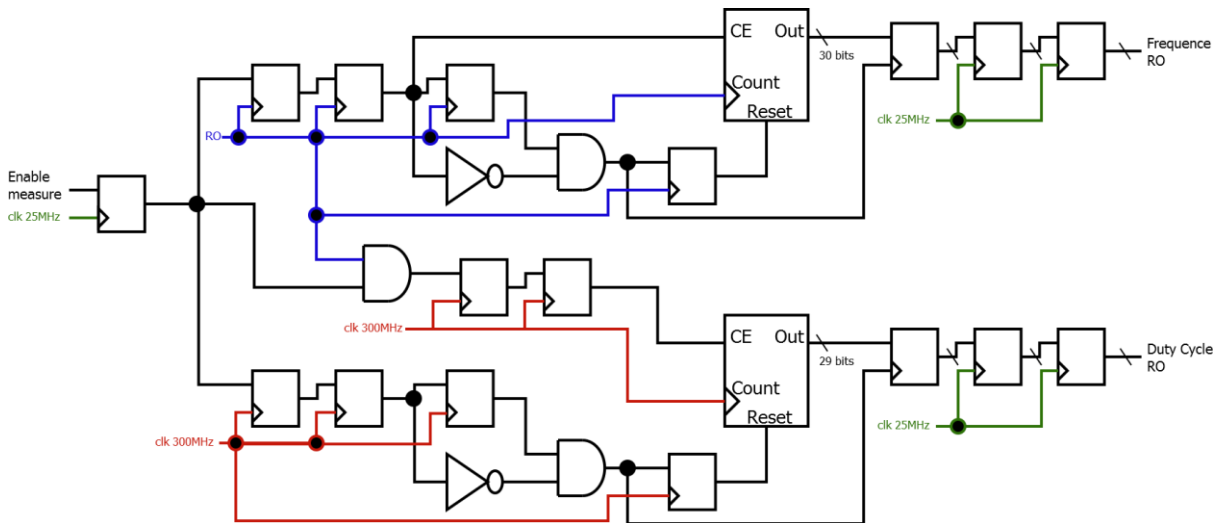 CE Out
30 bits
Count
Reset
Frequence
RO
clk 25MHz
RO
Enable
measure
clk 25MHz
clk 300MHz
CE Out
29 bits
Count
Reset
Duty Cycle
RO
clk 25MHz
clk 300MHz